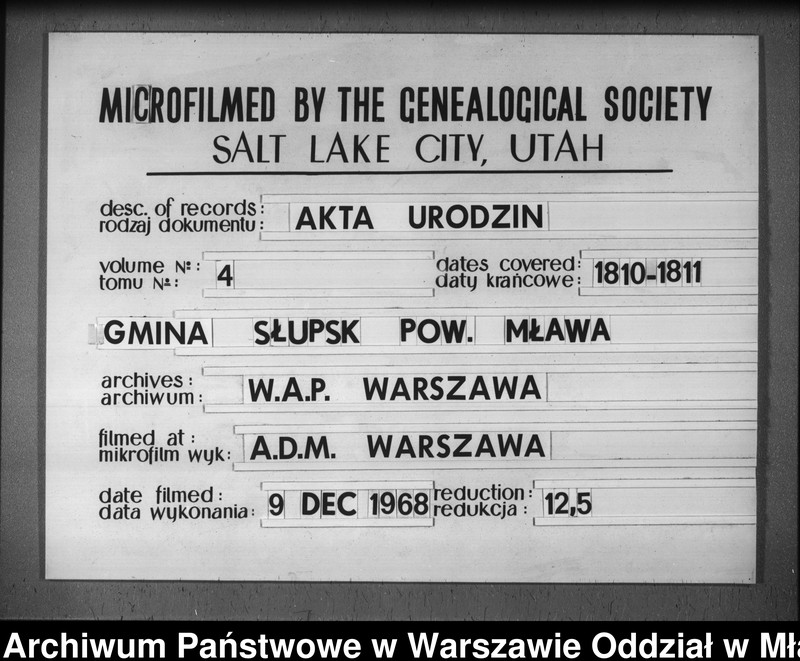 MICROFILMED BY THE GENEALOGICAL SOCIETY
SALT LAKE CITY, UTAH
desc. of records: AKTA URODZIN
rodzaj dokumentu:
volume №: 4 dates covered: 1810-1811
tomu №: daty krańcowe:
GMINA SŁUPSK POW. MŁAWA
archives: W.A.P. WARSZAWA
archiwum:
filmed at: A.D.M. WARSZAWA
mikrofilm wyk:
date filmed: 9 DEC 1968 reduction: 12,5
data wykonania: redukcja:
Archiwum Państwowe w Warszawie Oddział w Mła